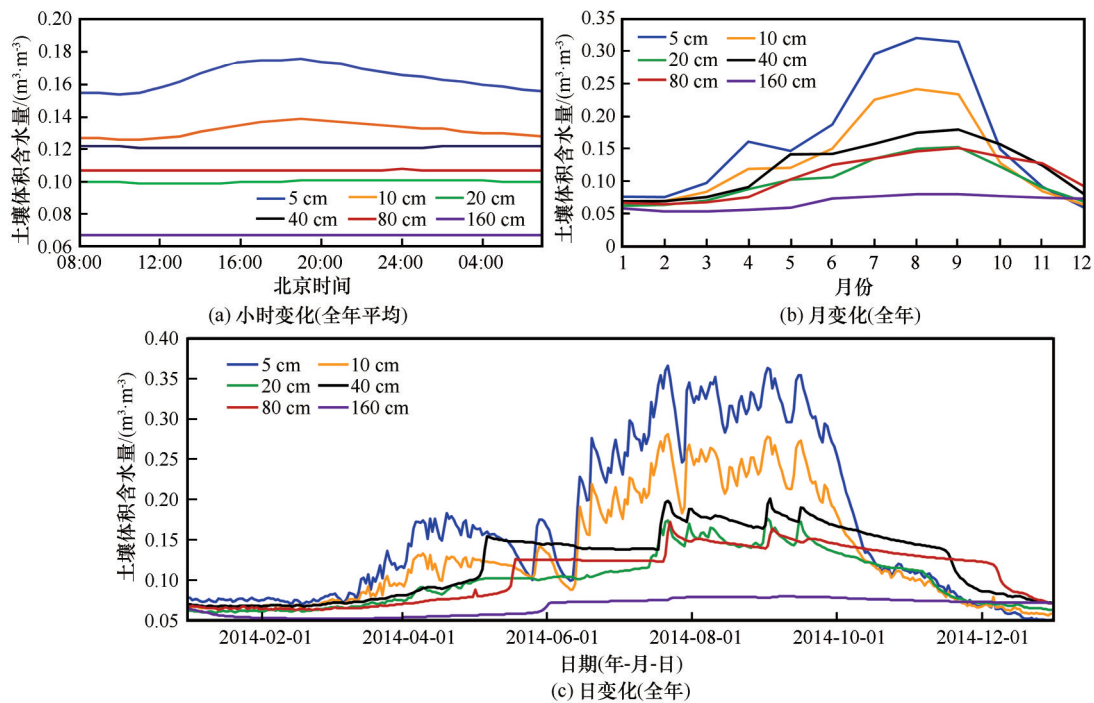 土壤体积含水量/(m³·m⁻³)
0.20
0.18
0.16
0.14
0.12
0.10
0.08
0.06
5 cm 10 cm 20 cm
40 cm 80 cm 160 cm
08:00 12:00 16:00 20:00 24:00 04:00
北京时间
(a) 小时变化(全年平均)
土壤体积含水量/(m³·m⁻³)
0.35
0.30
0.25
0.20
0.15
0.10
0.05
0
5 cm 10 cm
20 cm 40 cm
80 cm 160 cm
1 2 3 4 5 6 7 8 9 10 11 12
月份
(b) 月变化(全年)
土壤体积含水量/(m³·m⁻³)
0.40
0.35
0.30
0.25
0.20
0.15
0.10
0.05
5 cm 10 cm
20 cm 40 cm
80 cm 160 cm
2014-02-01 2014-04-01 2014-06-01 2014-08-01 2014-10-01 2014-12-01
日期(年-月-日)
(c) 日变化(全年)